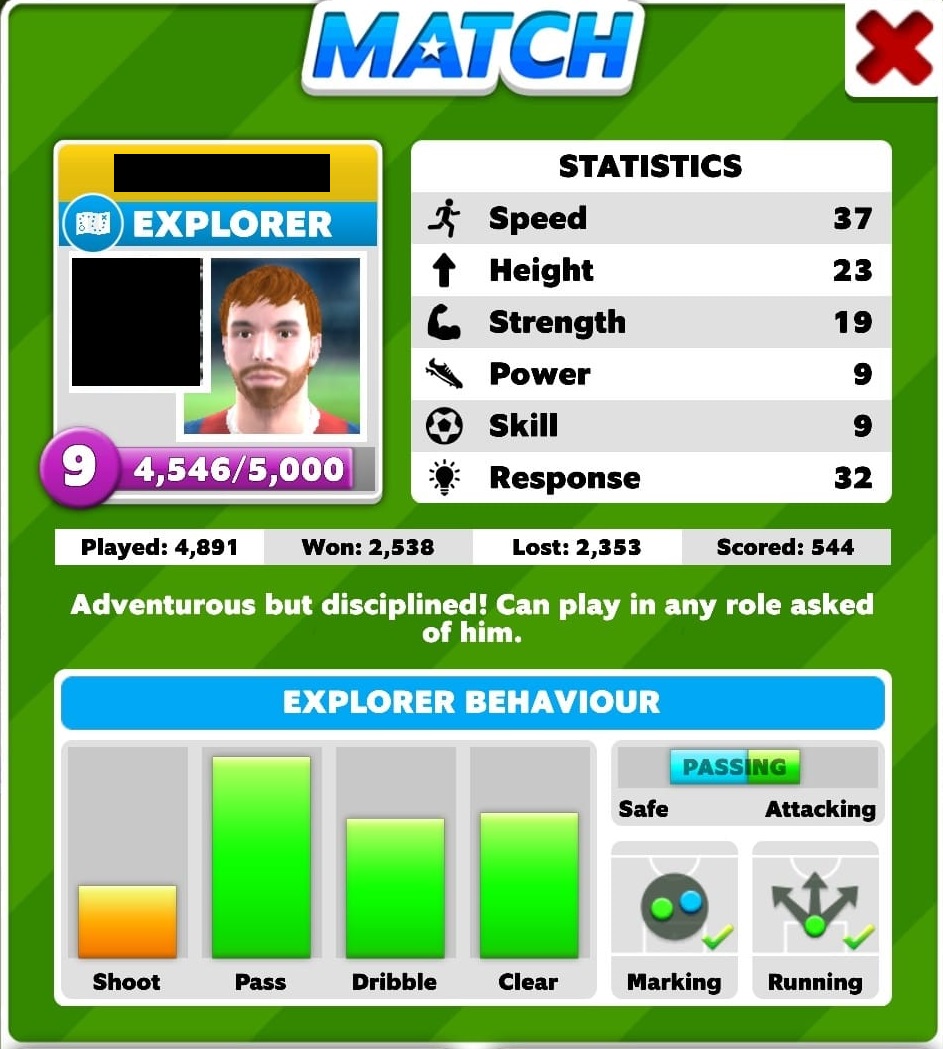 MATCH
EXPLORER
9 4,546/5,000
STATISTICS
Speed 37
Height 23
Strength 19
Power 9
Skill 9
Response 32
Played: 4,891 Won: 2,538 Lost: 2,353 Scored: 544
Adventurous but disciplined! Can play in any role asked
of him.
EXPLORER BEHAVIOUR
PASSING
Safe Attacking
Shoot Pass Dribble Clear Marking Running